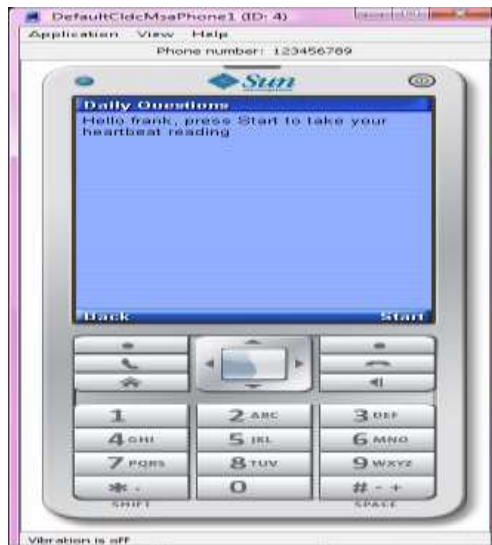 DefaultCldcMsaPhone1 (ID: 4)
Application View Help
Phone number: 123456789
Sun
Daily Questions
Hello frank, press Start to take your
heartbeat reading
Back Start
1 2 ABC 3 DEF
4 GHI 5 JKL 6 MNO
7 PQRS 8 TUV 9 WXYZ
* . 0 # - +
SHIFT SPACE
Vibration is off